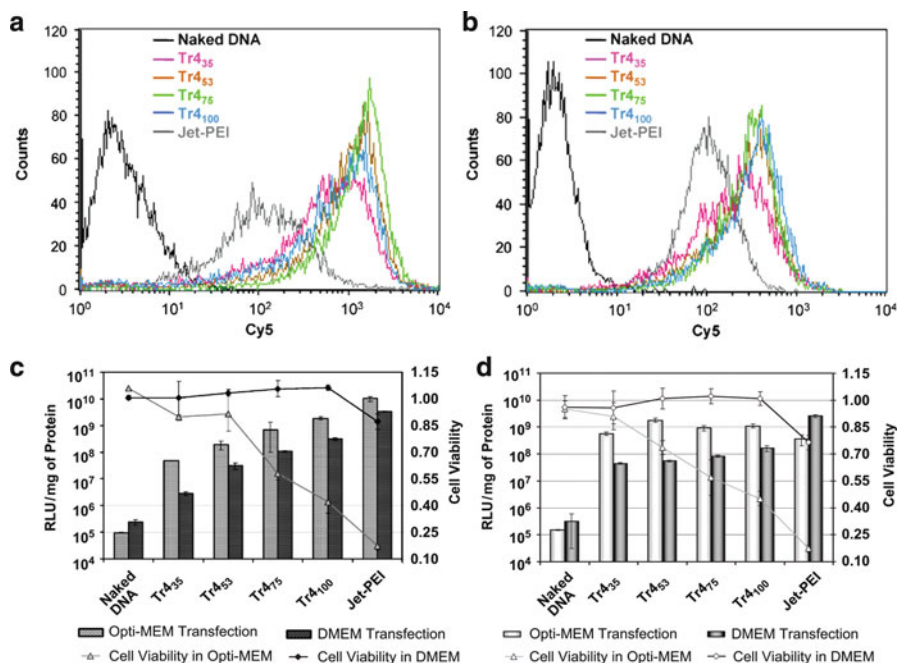 a
120
100
80
60
40
20
0
Counts
Naked DNA
Tr4₃₅
Tr4₅₃
Tr4₇₅
Tr4₁₀₀
Jet-PEI
10⁰ 10¹ 10² 10³ 10⁴
Cy5
b
120
100
80
60
40
20
0
Counts
Naked DNA
Tr4₃₅
Tr4₅₃
Tr4₇₅
Tr4₁₀₀
Jet-PEI
10⁰ 10¹ 10² 10³ 10⁴
Cy5
c
RLU/mg of Protein
10¹¹
10¹⁰
10⁹
10⁸
10⁷
10⁶
10⁵
10⁴
1.15
1.00
0.85
0.70
0.55
0.40
0.25
0.10
Cell Viability
Naked DNA Tr4₃₅ Tr4₅₃ Tr4₇₅ Tr4₁₀₀ Jet-PEI
Opti-MEM Transfection DMEM Transfection
Cell Viability in Opti-MEM Cell Viability in DMEM
d
RLU/mg of Protein
10¹¹
10¹⁰
10⁹
10⁸
10⁷
10⁶
10⁵
10⁴
1.15
1.00
0.85
0.70
0.55
0.40
0.25
0.10
Cell Viability
Naked DNA Tr4₃₅ Tr4₅₃ Tr4₇₅ Tr4₁₀₀ Jet-PEI
Opti-MEM Transfection DMEM Transfection
Cell Viability in Opti-MEM Cell Viability in DMEM